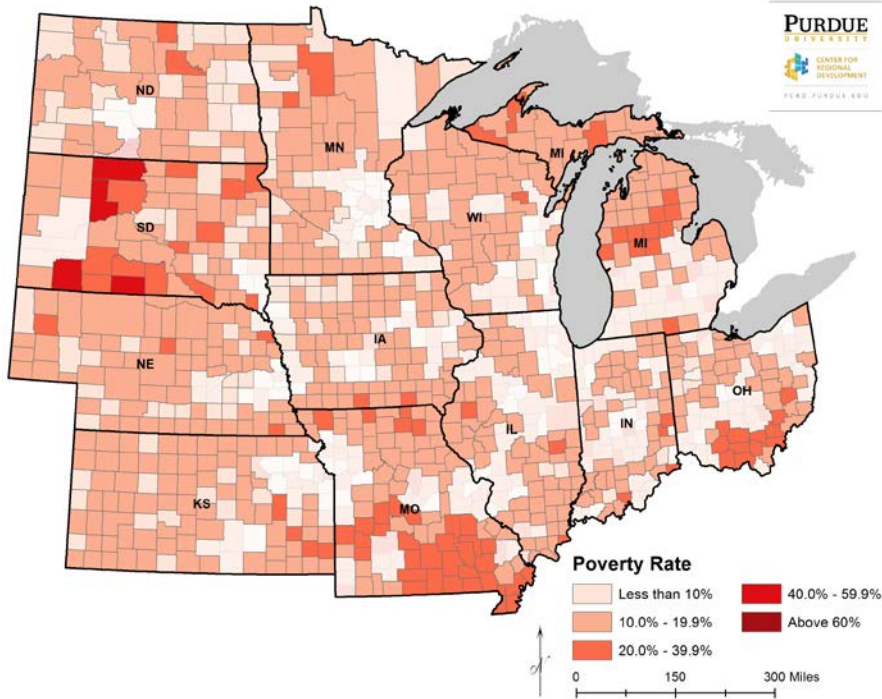 PURDUE
UNIVERSITY
CENTER FOR
REGIONAL
DEVELOPMENT
PCRD.PURDUE.EDU
ND
MN
MI
SD
WI
MI
IA
NE
OH
IL
IN
KS
MO
Poverty Rate
Less than 10%
10.0% - 19.9%
20.0% - 39.9%
40.0% - 59.9%
Above 60%
N
0 150 300 Miles